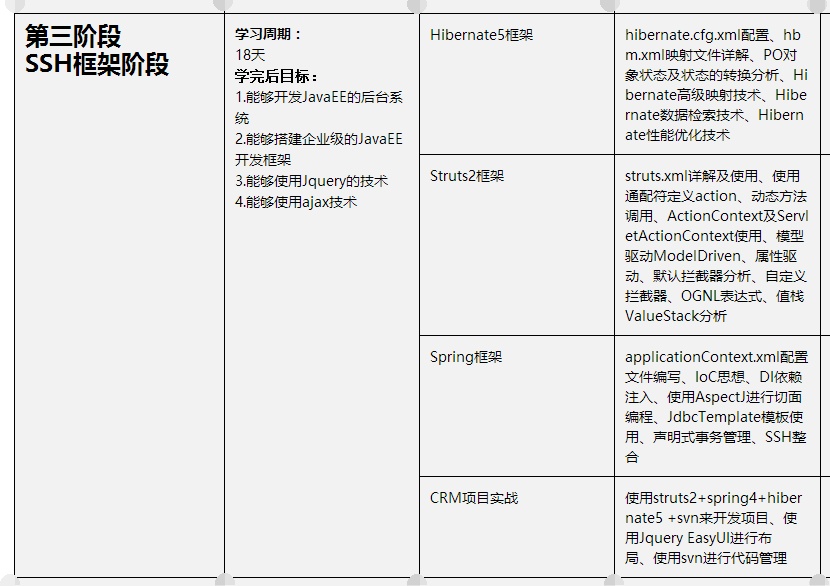 第三阶段
SSH框架阶段
学习周期：
18天
学完后目标：
1.能够开发JavaEE的后台系
统
2.能够搭建企业级的JavaEE
开发框架
3.能够使用Jquery的技术
4.能够使用ajax技术
Hibernate5框架
hibernate.cfg.xml配置、hb
m.xml映射文件详解、PO对
象状态及状态的转换分析、Hi
bernate高级映射技术、Hibe
rnate数据检索技术、Hibern
ate性能优化技术
Struts2框架
struts.xml详解及使用、使用
通配符定义action、动态方法
调用、ActionContext及Servl
etActionContext使用、模型
驱动ModelDriven、属性驱
动、默认拦截器分析、自定义
拦截器、OGNL表达式、值栈
ValueStack分析
Spring框架
applicationContext.xml配置
文件编写、IoC思想、DI依赖
注入、使用AspectJ进行切面
编程、JdbcTemplate模板使
用、声明式事务管理、SSH整
合
CRM项目实战
使用struts2+spring4+hiber
nate5 +svn来开发项目、使
用Jquery EasyUI进行布
局、使用svn进行代码管理